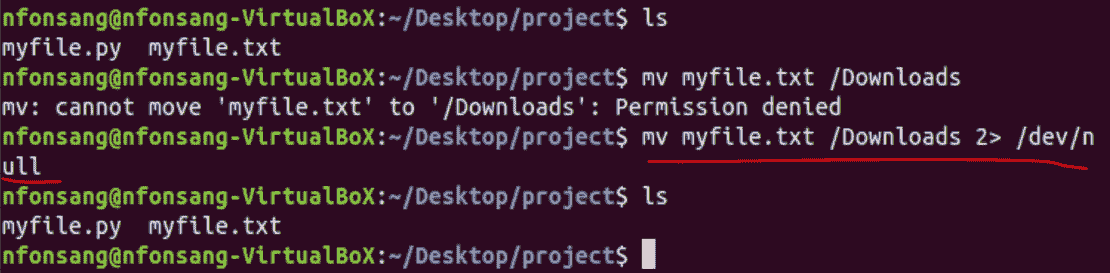 nfonsang@nfonsang-VirtualBoX:~/Desktop/project$ ls
myfile.py  myfile.txt
nfonsang@nfonsang-VirtualBoX:~/Desktop/project$ mv myfile.txt /Downloads
mv: cannot move 'myfile.txt' to '/Downloads': Permission denied
nfonsang@nfonsang-VirtualBoX:~/Desktop/project$ mv myfile.txt /Downloads 2> /dev/n
ull
nfonsang@nfonsang-VirtualBoX:~/Desktop/project$ ls
myfile.py  myfile.txt
nfonsang@nfonsang-VirtualBoX:~/Desktop/project$